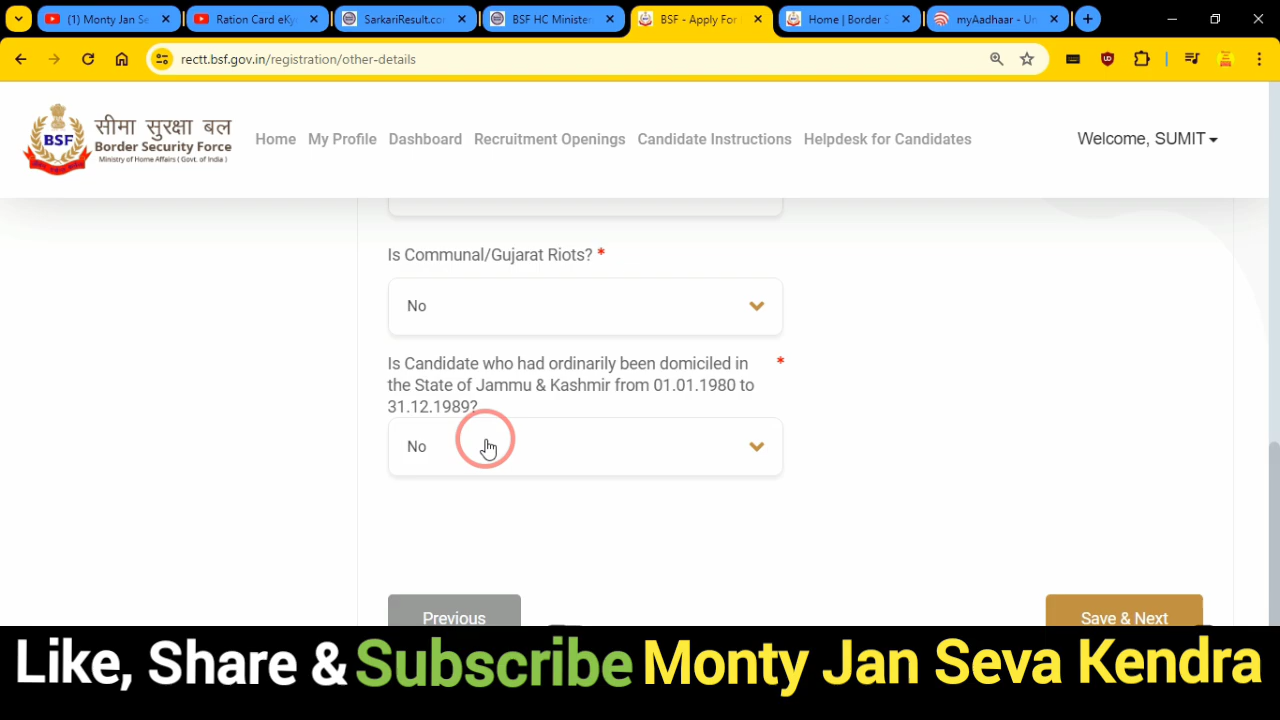 (1) Monty Jan Se
Ration Card eKy
SarkariResult.co
BSF HC Minister
BSF - Apply For
Home | Border S
myAadhaar - Un
rectt.bsf.gov.in/registration/other-details
BSF
सीमा सुरक्षा बल
Border Security Force
Ministry of Home Affairs ( Govt. of India )
Home
My Profile
Dashboard
Recruitment Openings
Candidate Instructions
Helpdesk for Candidates
Welcome, SUMIT
Is Communal/Gujarat Riots? *
No
Is Candidate who had ordinarily been domiciled in *
the State of Jammu & Kashmir from 01.01.1980 to
31.12.1989?
No
Previous
Save & Next
Like, Share & Subscribe Monty Jan Seva Kendra